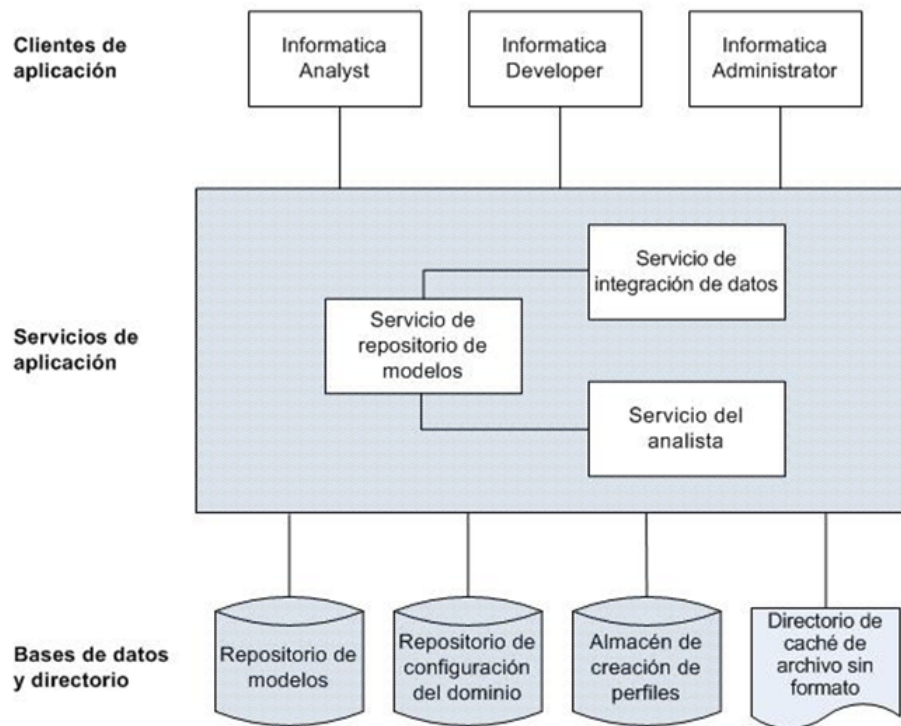 Clientes de
aplicación
Informatica
Analyst
Informatica
Developer
Informatica
Administrator
Servicios de
aplicación
Servicio de
integración de datos
Servicio de
repositorio de
modelos
Servicio del
analista
Bases de datos
y directorio
Repositorio de
modelos
Repositorio de
configuración
del dominio
Almacén de
creación de
perfiles
Directorio de
caché de
archivo sin
formato